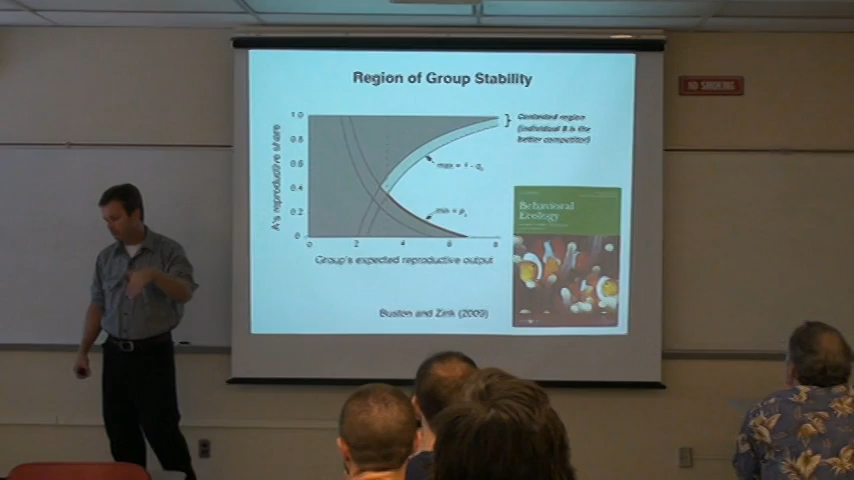 Region of Group Stability
NO SMOKING
1.0
0.8
0.6
0.4
0.2
0
A's reproductive share
0
2
4
6
8
Group's expected reproductive output
Contested region
(individual B is the
better competitor)
max = 1 -
min =
Behavioral
Ecology
Buston and Zink (2009)